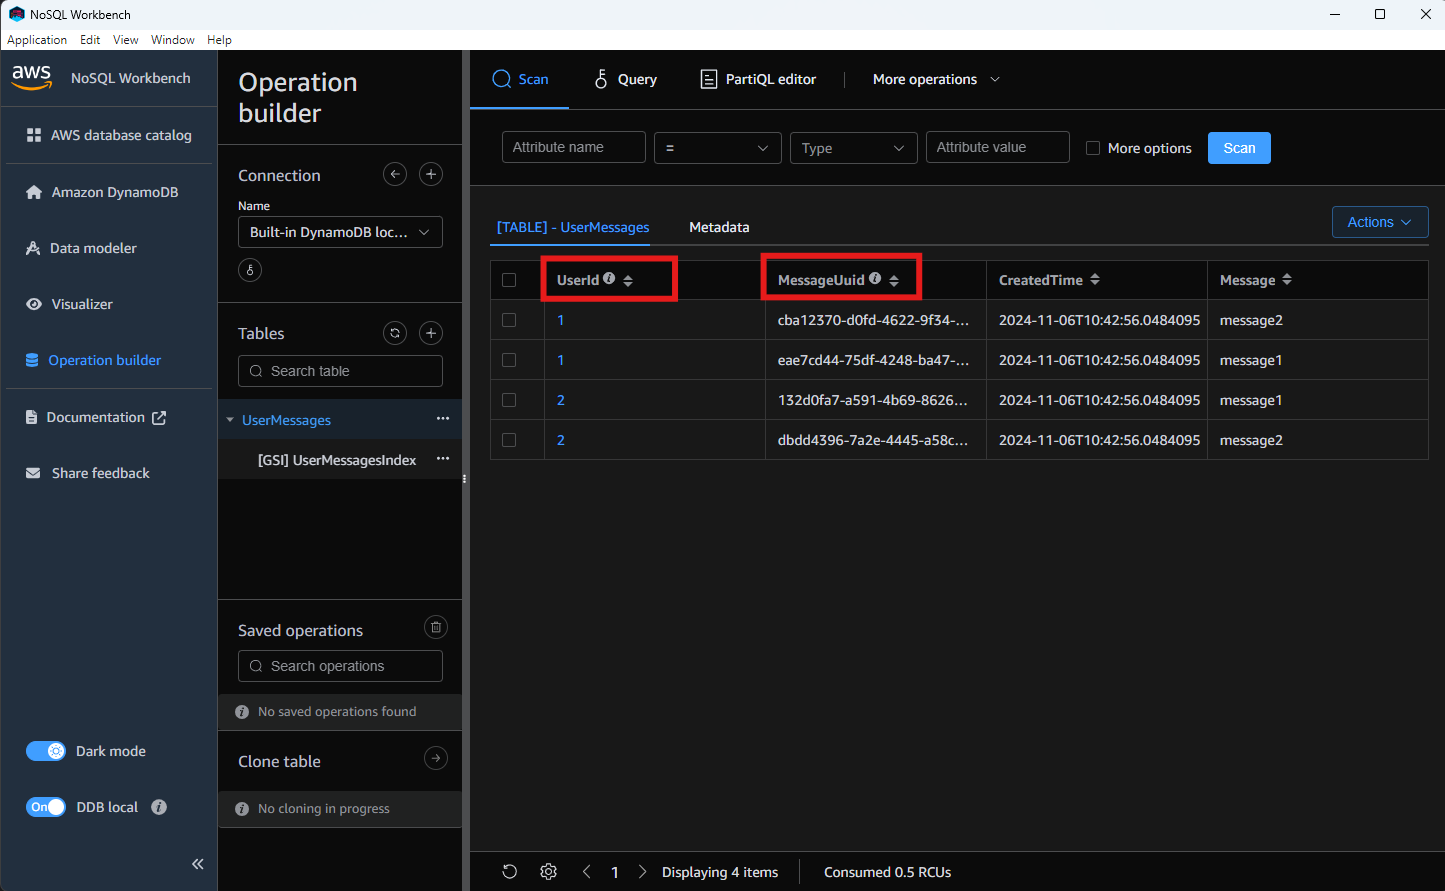 NoSQL Workbench
Application Edit View Window Help
aws NoSQL Workbench
AWS database catalog
Amazon DynamoDB
Data modeler
Visualizer
Operation builder
Documentation
Share feedback
Dark mode
On DDB local
Operation
builder
Connection
Name
Built-in DynamoDB loc...
Tables
Search table
UserMessages
[GSI] UserMessagesIndex
Saved operations
Search operations
No saved operations found
Clone table
No cloning in progress
Scan Query PartiQL editor More operations
Attribute name = Type Attribute value More options Scan
[TABLE] - UserMessages Metadata Actions
UserId MessageUuid CreatedTime Message
1 cba12370-d0fd-4622-9f34-... 2024-11-06T10:42:56.0484095 message2
1 eae7cd44-75df-4248-ba47-... 2024-11-06T10:42:56.0484095 message1
2 132d0fa7-a591-4b69-8626... 2024-11-06T10:42:56.0484095 message1
2 dbdd4396-7a2e-4445-a58c... 2024-11-06T10:42:56.0484095 message2
1 Displaying 4 items Consumed 0.5 RCUs